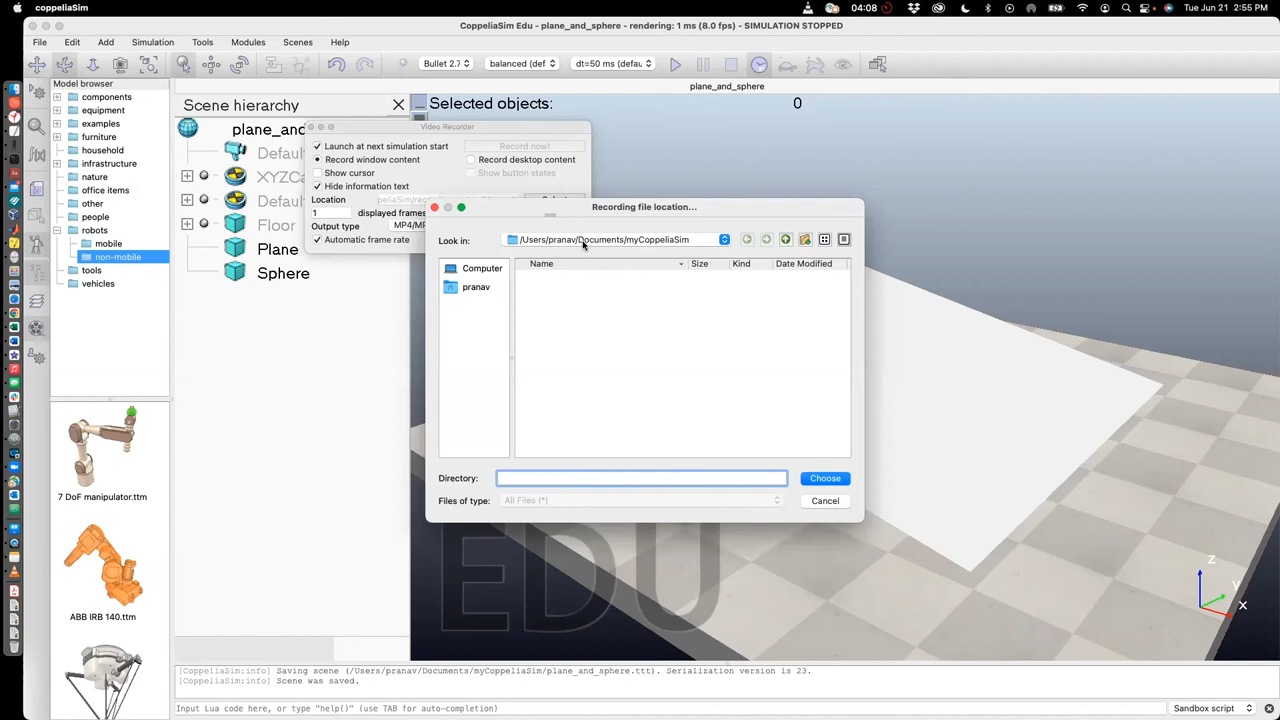 coppeliaSim
04:08
Tue Jun 21 2:55 PM
CoppeliaSim Edu - plane_and_sphere - rendering: 1 ms (8.0 fps) - SIMULATION STOPPED
File Edit Add Simulation Tools Modules Scenes Help
Bullet 2.7 balanced (def dt=50 ms (defau
Model browser
components
equipment
examples
furniture
household
infrastructure
nature
office items
other
people
robots
mobile
non-mobile
tools
vehicles
7 DoF manipulator.ttm
ABB IRB 140.ttm
plane_and_sphere
Scene hierarchy
Selected objects: 0
plane_and
Defau
XYZCa
Defau
Floor
Plane
Sphere
Video Recorder
Launch at next simulation start Record now!
Record window content Record desktop content
Show cursor Show button states
Hide information text
Location
1 displayed frames
Output type MP4/MP
Automatic frame rate
Recording file location...
Look in: /Users/pranav/Documents/myCoppeliaSim
Computer
pranav
Name Size Kind Date Modified
Directory: Choose
Files of type: All Files (*) Cancel
EDU
z
x
[CoppeliaSim:info] Saving scene (/Users/pranav/Documents/myCoppeliaSim/plane_and_sphere.ttt). Serialization version is 23.
[CoppeliaSim:info] Scene was saved.
Input Lua code here, or type "help()" (use TAB for auto-completion) Sandbox script